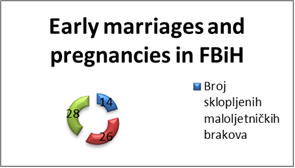 Early marriages and
pregnancies in FBiH
14
28
26
Broj
sklopljenih
maloljetničkih
brakova